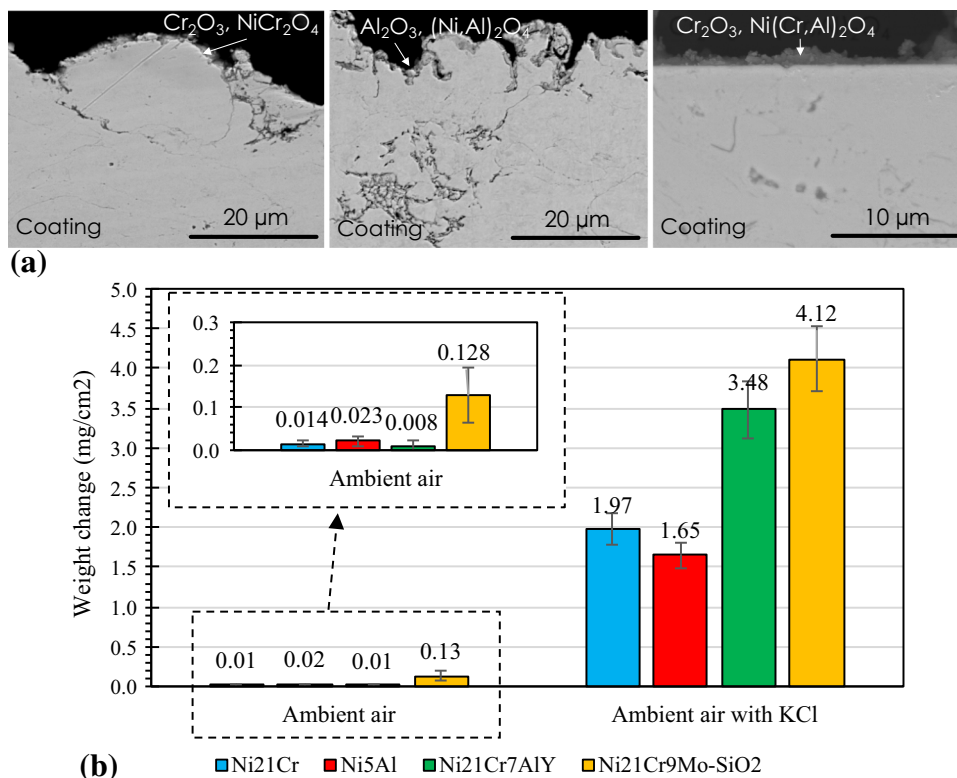 Cr₂O₃, NiCr₂O₄
Al₂O₃, (Ni,Al)₂O₄
Cr₂O₃, Ni(Cr,Al)₂O₄
Coating
20 µm
Coating
20 µm
Coating
10 µm
(a)
Weight change (mg/cm2)
5.0
4.5
4.0
3.5
3.0
2.5
2.0
1.5
1.0
0.5
0.0
0.3
0.2
0.1
0.0
0.014
0.023
0.008
0.128
Ambient air
0.01
0.02
0.01
0.13
1.97
1.65
3.48
4.12
Ambient air
Ambient air with KCl
(b)
Ni21Cr
Ni5Al
Ni21Cr7AlY
Ni21Cr9Mo-SiO2